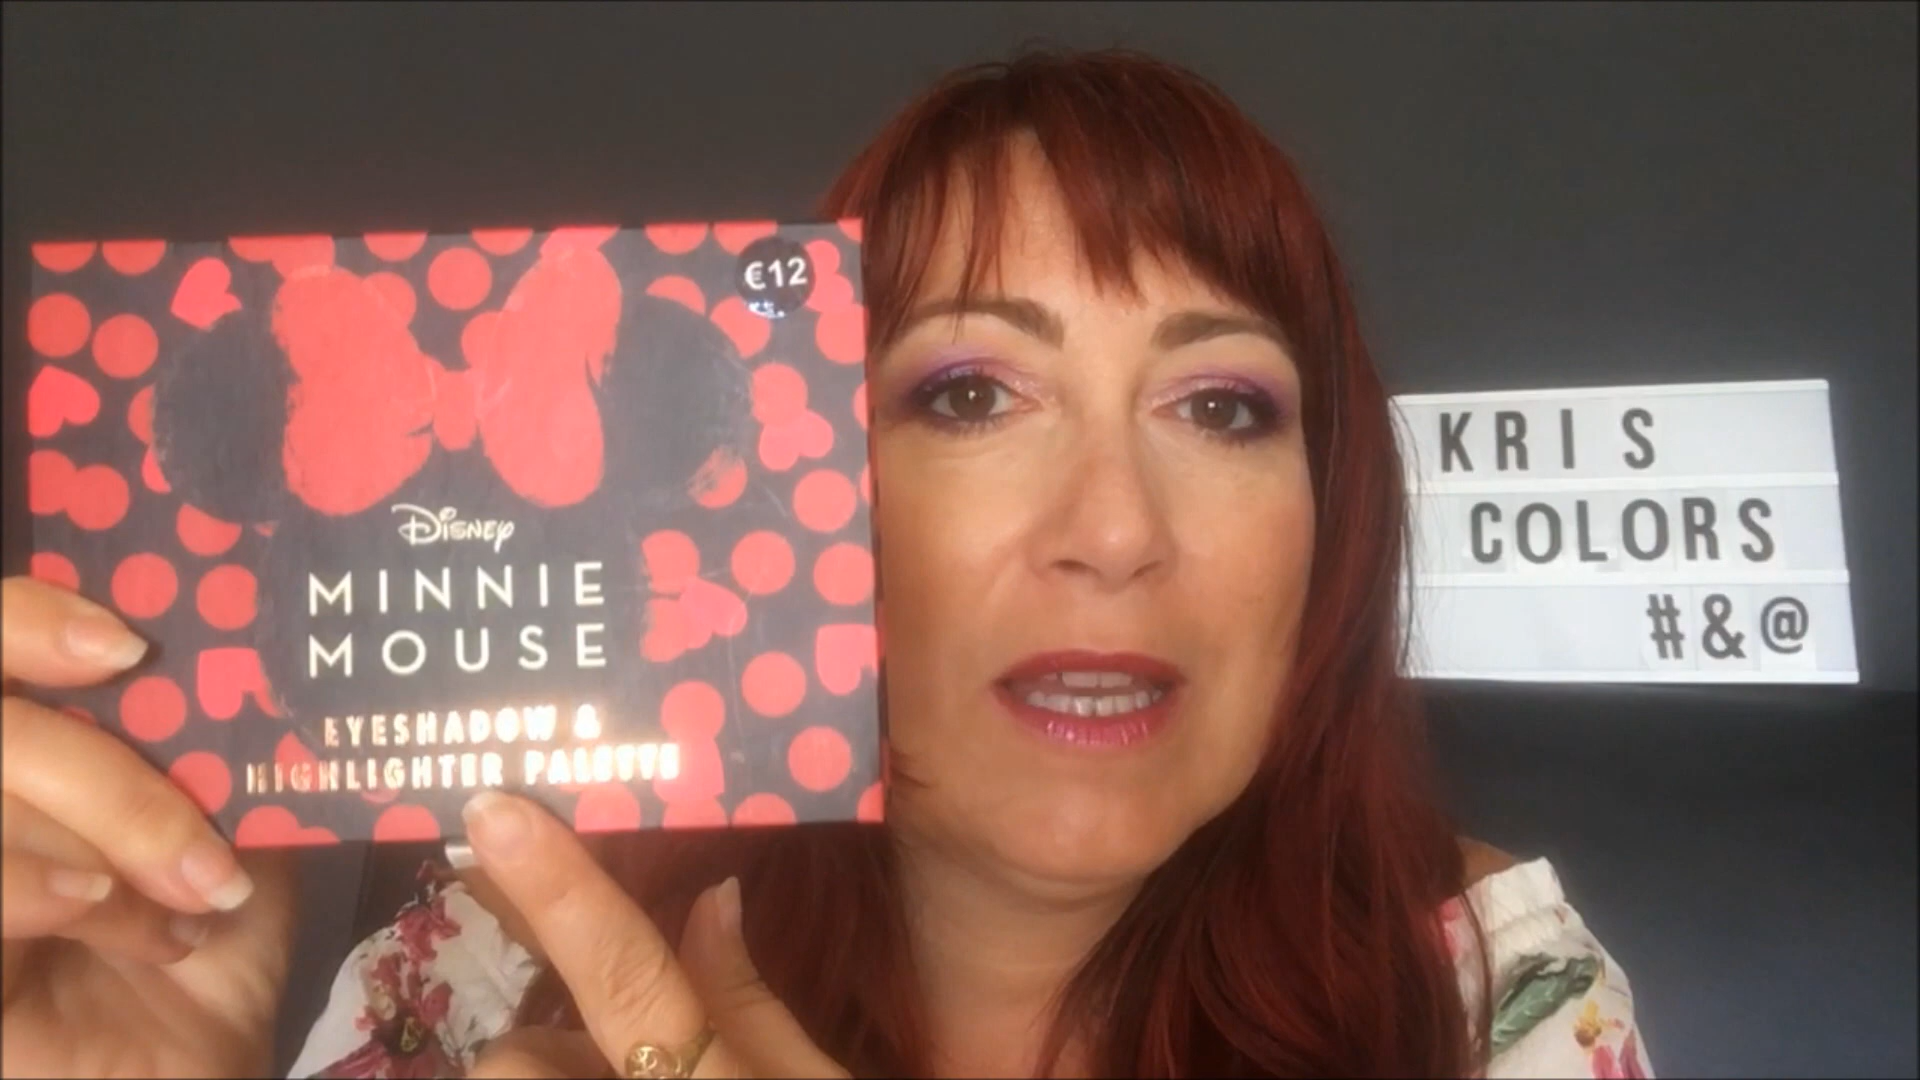 €12
Disney
MINNIE
MOUSE
EYESHADOW &
HIGHLIGHTER PALETTE
KRIS
COLORS
#&@